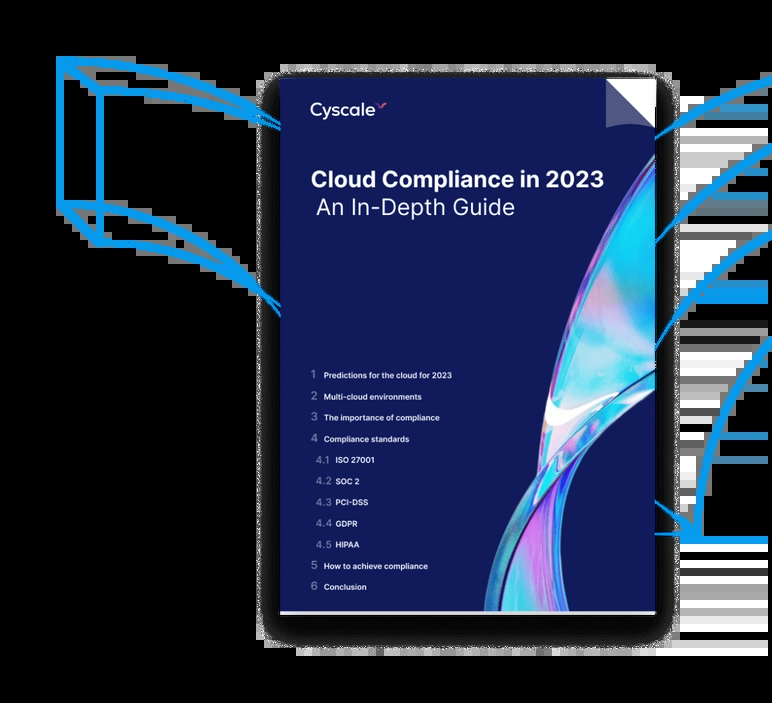 Cyscale
Cloud Compliance in 2023
An In-Depth Guide
1 Predictions for the cloud for 2023
2 Multi-cloud environments
3 The importance of compliance
4 Compliance standards
4.1 ISO 27001
4.2 SOC 2
4.3 PCI-DSS
4.4 GDPR
4.5 HIPAA
5 How to achieve compliance
6 Conclusion